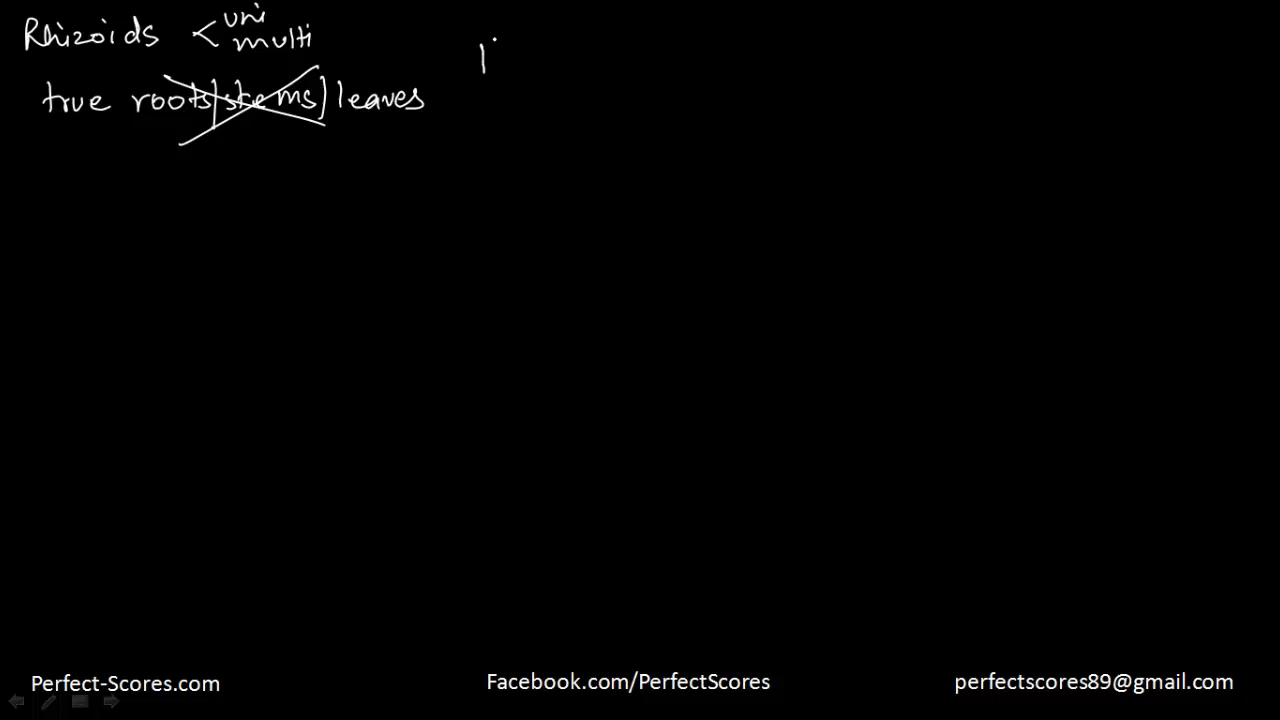 Rhizoids < uni
multi
true roots/stems/leaves
Perfect-Scores.com
Facebook.com/PerfectScores
perfectscores89@gmail.com